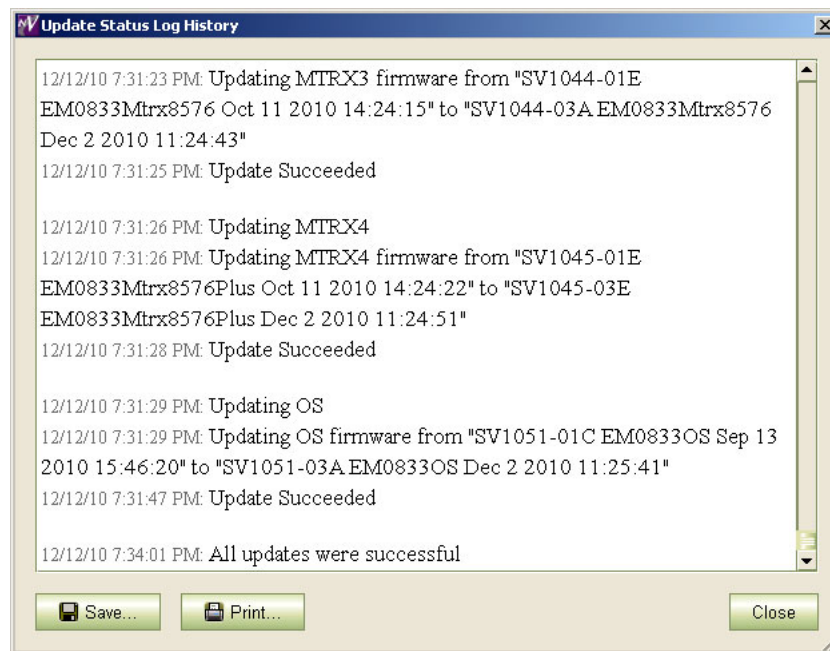 Update Status Log History
12/12/10 7:31:23 PM: Updating MTRX3 firmware from "SV1044-01E
EM0833Mtrx8576 Oct 11 2010 14:24:15" to "SV1044-03A EM0833Mtrx8576
Dec 2 2010 11:24:43"
12/12/10 7:31:25 PM: Update Succeeded
12/12/10 7:31:26 PM: Updating MTRX4
12/12/10 7:31:26 PM: Updating MTRX4 firmware from "SV1045-01E
EM0833Mtrx8576Plus Oct 11 2010 14:24:22" to "SV1045-03E
EM0833Mtrx8576Plus Dec 2 2010 11:24:51"
12/12/10 7:31:28 PM: Update Succeeded
12/12/10 7:31:29 PM: Updating OS
12/12/10 7:31:29 PM: Updating OS firmware from "SV1051-01C EM0833OS Sep 13
2010 15:46:20" to "SV1051-03A EM0833OS Dec 2 2010 11:25:41"
12/12/10 7:31:47 PM: Update Succeeded
12/12/10 7:34:01 PM: All updates were successful
Save... Print... Close